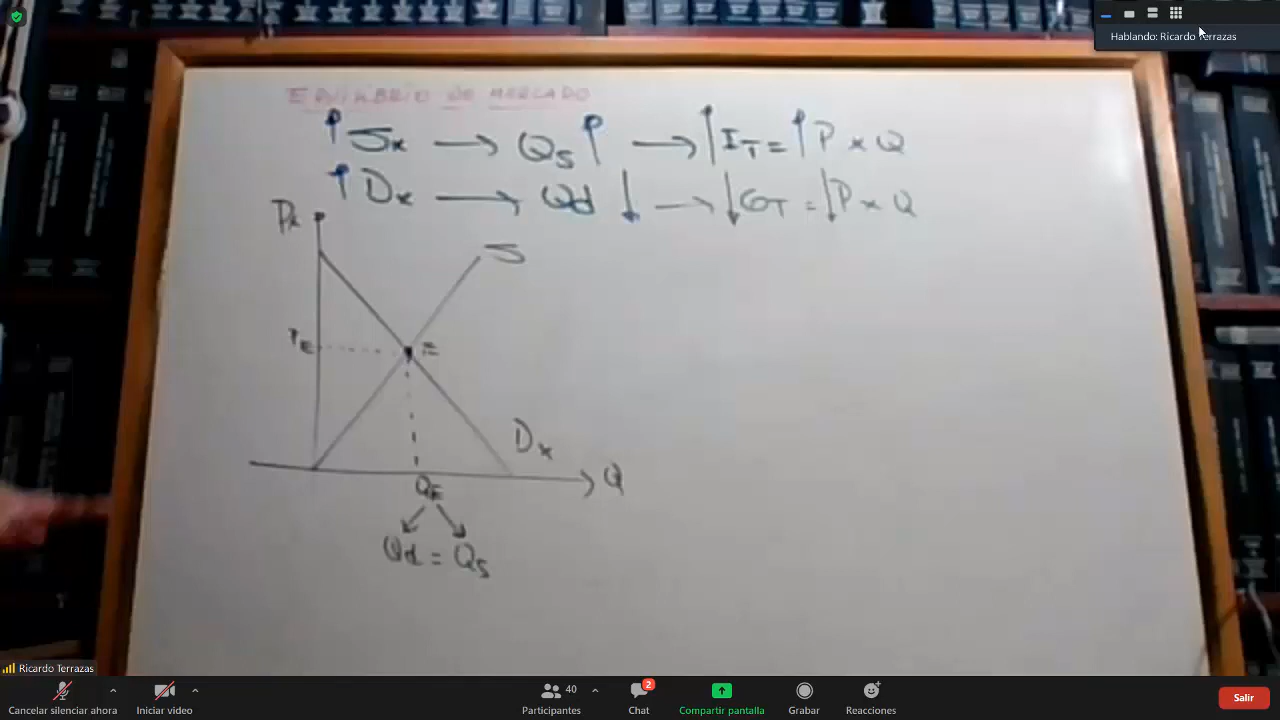 Hablando: Ricardo Terrazas
EQUILIBRIO DE MERCADO
↑ Sx → Qs ↑ → ↑ IT = ↑ P x Q
↑ Dx → Qd ↓ → ↓ GT = ↓ P x Q
Px
S
PE
E
Dx
QE
Q
Qd = Qs
Ricardo Terrazas
Cancelar silenciar ahora
Iniciar video
40
Participantes
2
Chat
Compartir pantalla
Grabar
Reacciones
Salir